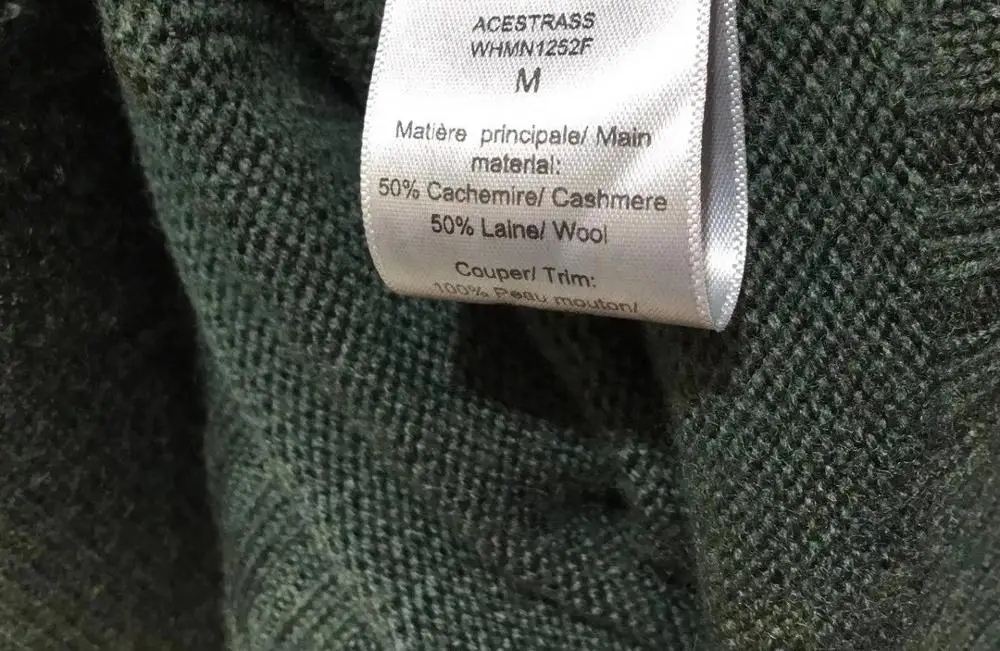 ACESTRASS
WHMN1252F
M
Matière principale/ Main
material:
50% Cachemire/ Cashmere
50% Laine/ Wool
Couper/ Trim:
100% Peau mouton/